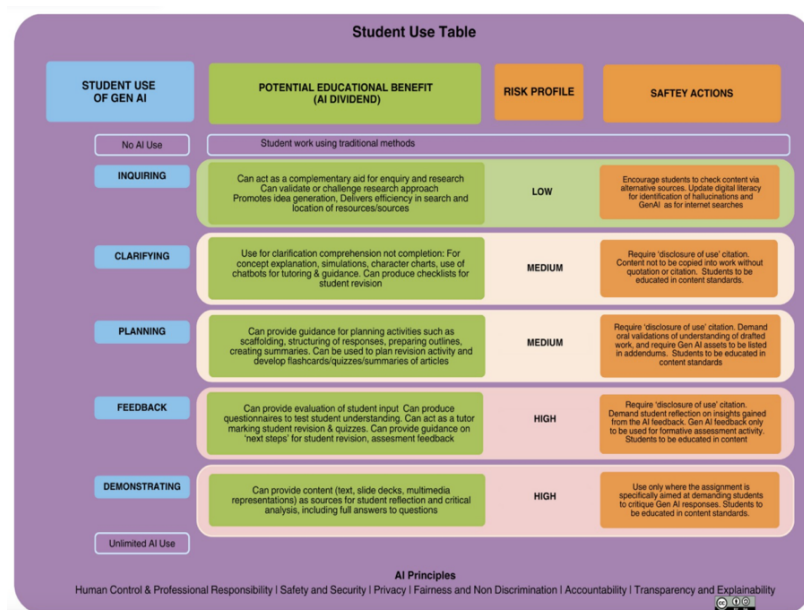 Student Use Table
STUDENT USE
OF GEN AI
POTENTIAL EDUCATIONAL BENEFIT
(AI DIVIDEND)
RISK PROFILE
SAFTEY ACTIONS
No AI Use
Student work using traditional methods
INQUIRING
Can act as a complementary aid for enquiry and research
Can validate or challenge research approach
Promotes idea generation, Delivers efficiency in search and
location of resources/sources
LOW
Encourage students to check content via
alternative sources. Update digital literacy
for identification of hallucinations and
GenAI as for internet searches
CLARIFYING
Use for clarification comprehension not completion: For
concept explanation, simulations, character charts, use of
chatbots for tutoring & guidance. Can produce checklists for
student revision
MEDIUM
Require 'disclosure of use' citation.
Content not to be copied into work without
quotation or citation. Students to be
educated in content standards.
PLANNING
Can provide guidance for planning activities such as
scaffolding, structuring of responses, preparing outlines,
creating summaries. Can be used to plan revision activity and
develop flashcards/quizzes/summaries of articles
MEDIUM
Require 'disclosure of use' citation. Demand
oral validations of understanding of drafted
work, and require Gen AI assets to be listed
in addendums. Students to be educated in
content standards
FEEDBACK
Can provide evaluation of student input Can produce
questionnaires to test student understanding. Can act as a tutor
marking student revision & quizzes. Can provide guidance on
'next steps' for student revision, assesment feedback
HIGH
Require 'disclosure of use' citation.
Demand student reflection on insights gained
from the AI feedback. Gen AI feedback only
to be used for formative assessment activity.
Students to be educated in content
DEMONSTRATING
Can provide content (text, slide decks, multimedia
representations) as sources for student reflection and critical
analysis, including full answers to questions
HIGH
Use only where the assignment is
specifically aimed at demanding students
to critique Gen AI responses. Students to
be educated in content standards.
Unlimited AI Use
AI Principles
Human Control & Professional Responsibility | Safety and Security | Privacy | Fairness and Non Discrimination | Accountability | Transparency and Explainability